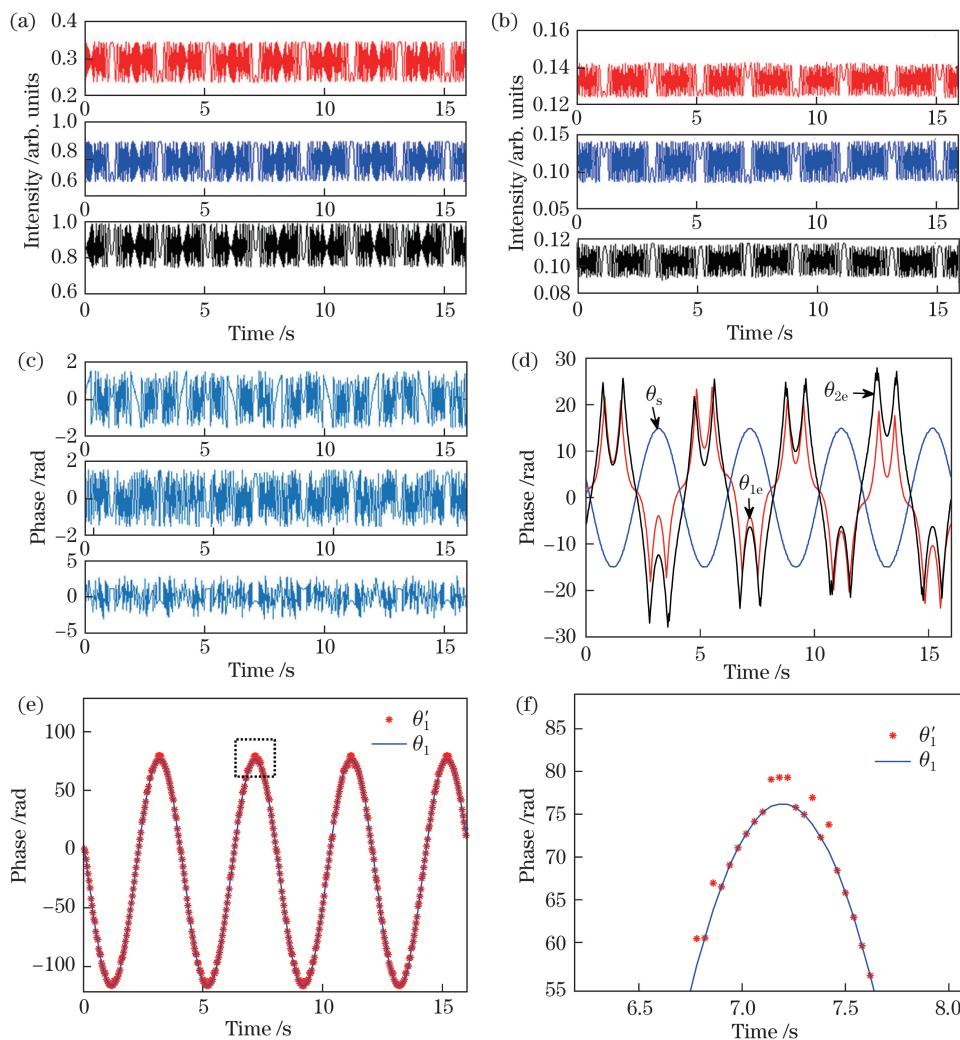 (a)
Intensity /arb. units
0.4
0.3
0.2
0 5 10 15
1.0
0.8
0.6
0 5 10 15
1.0
0.8
0.6
0 5 10 15
Time /s
(b)
Intensity /arb. units
0.16
0.14
0.12
0 5 10 15
0.15
0.10
0.05
0 5 10 15
0.12
0.10
0.08
0 5 10 15
Time /s
(c)
Phase /rad
2
0
−2
0 5 10 15
2
0
−2
0 5 10 15
5
0
−5
0 5 10 15
Time /s
(d)
Phase /rad
30
20
10
0
−10
−20
−30
θs
θ2e
θ1e
0 5 10 15
Time /s
(e)
Phase /rad
100
50
0
−50
−100
θ′1
θ1
0 5 10 15
Time /s
(f)
Phase /rad
85
80
75
70
65
60
55
θ′1
θ1
6.5 7.0 7.5 8.0
Time /s